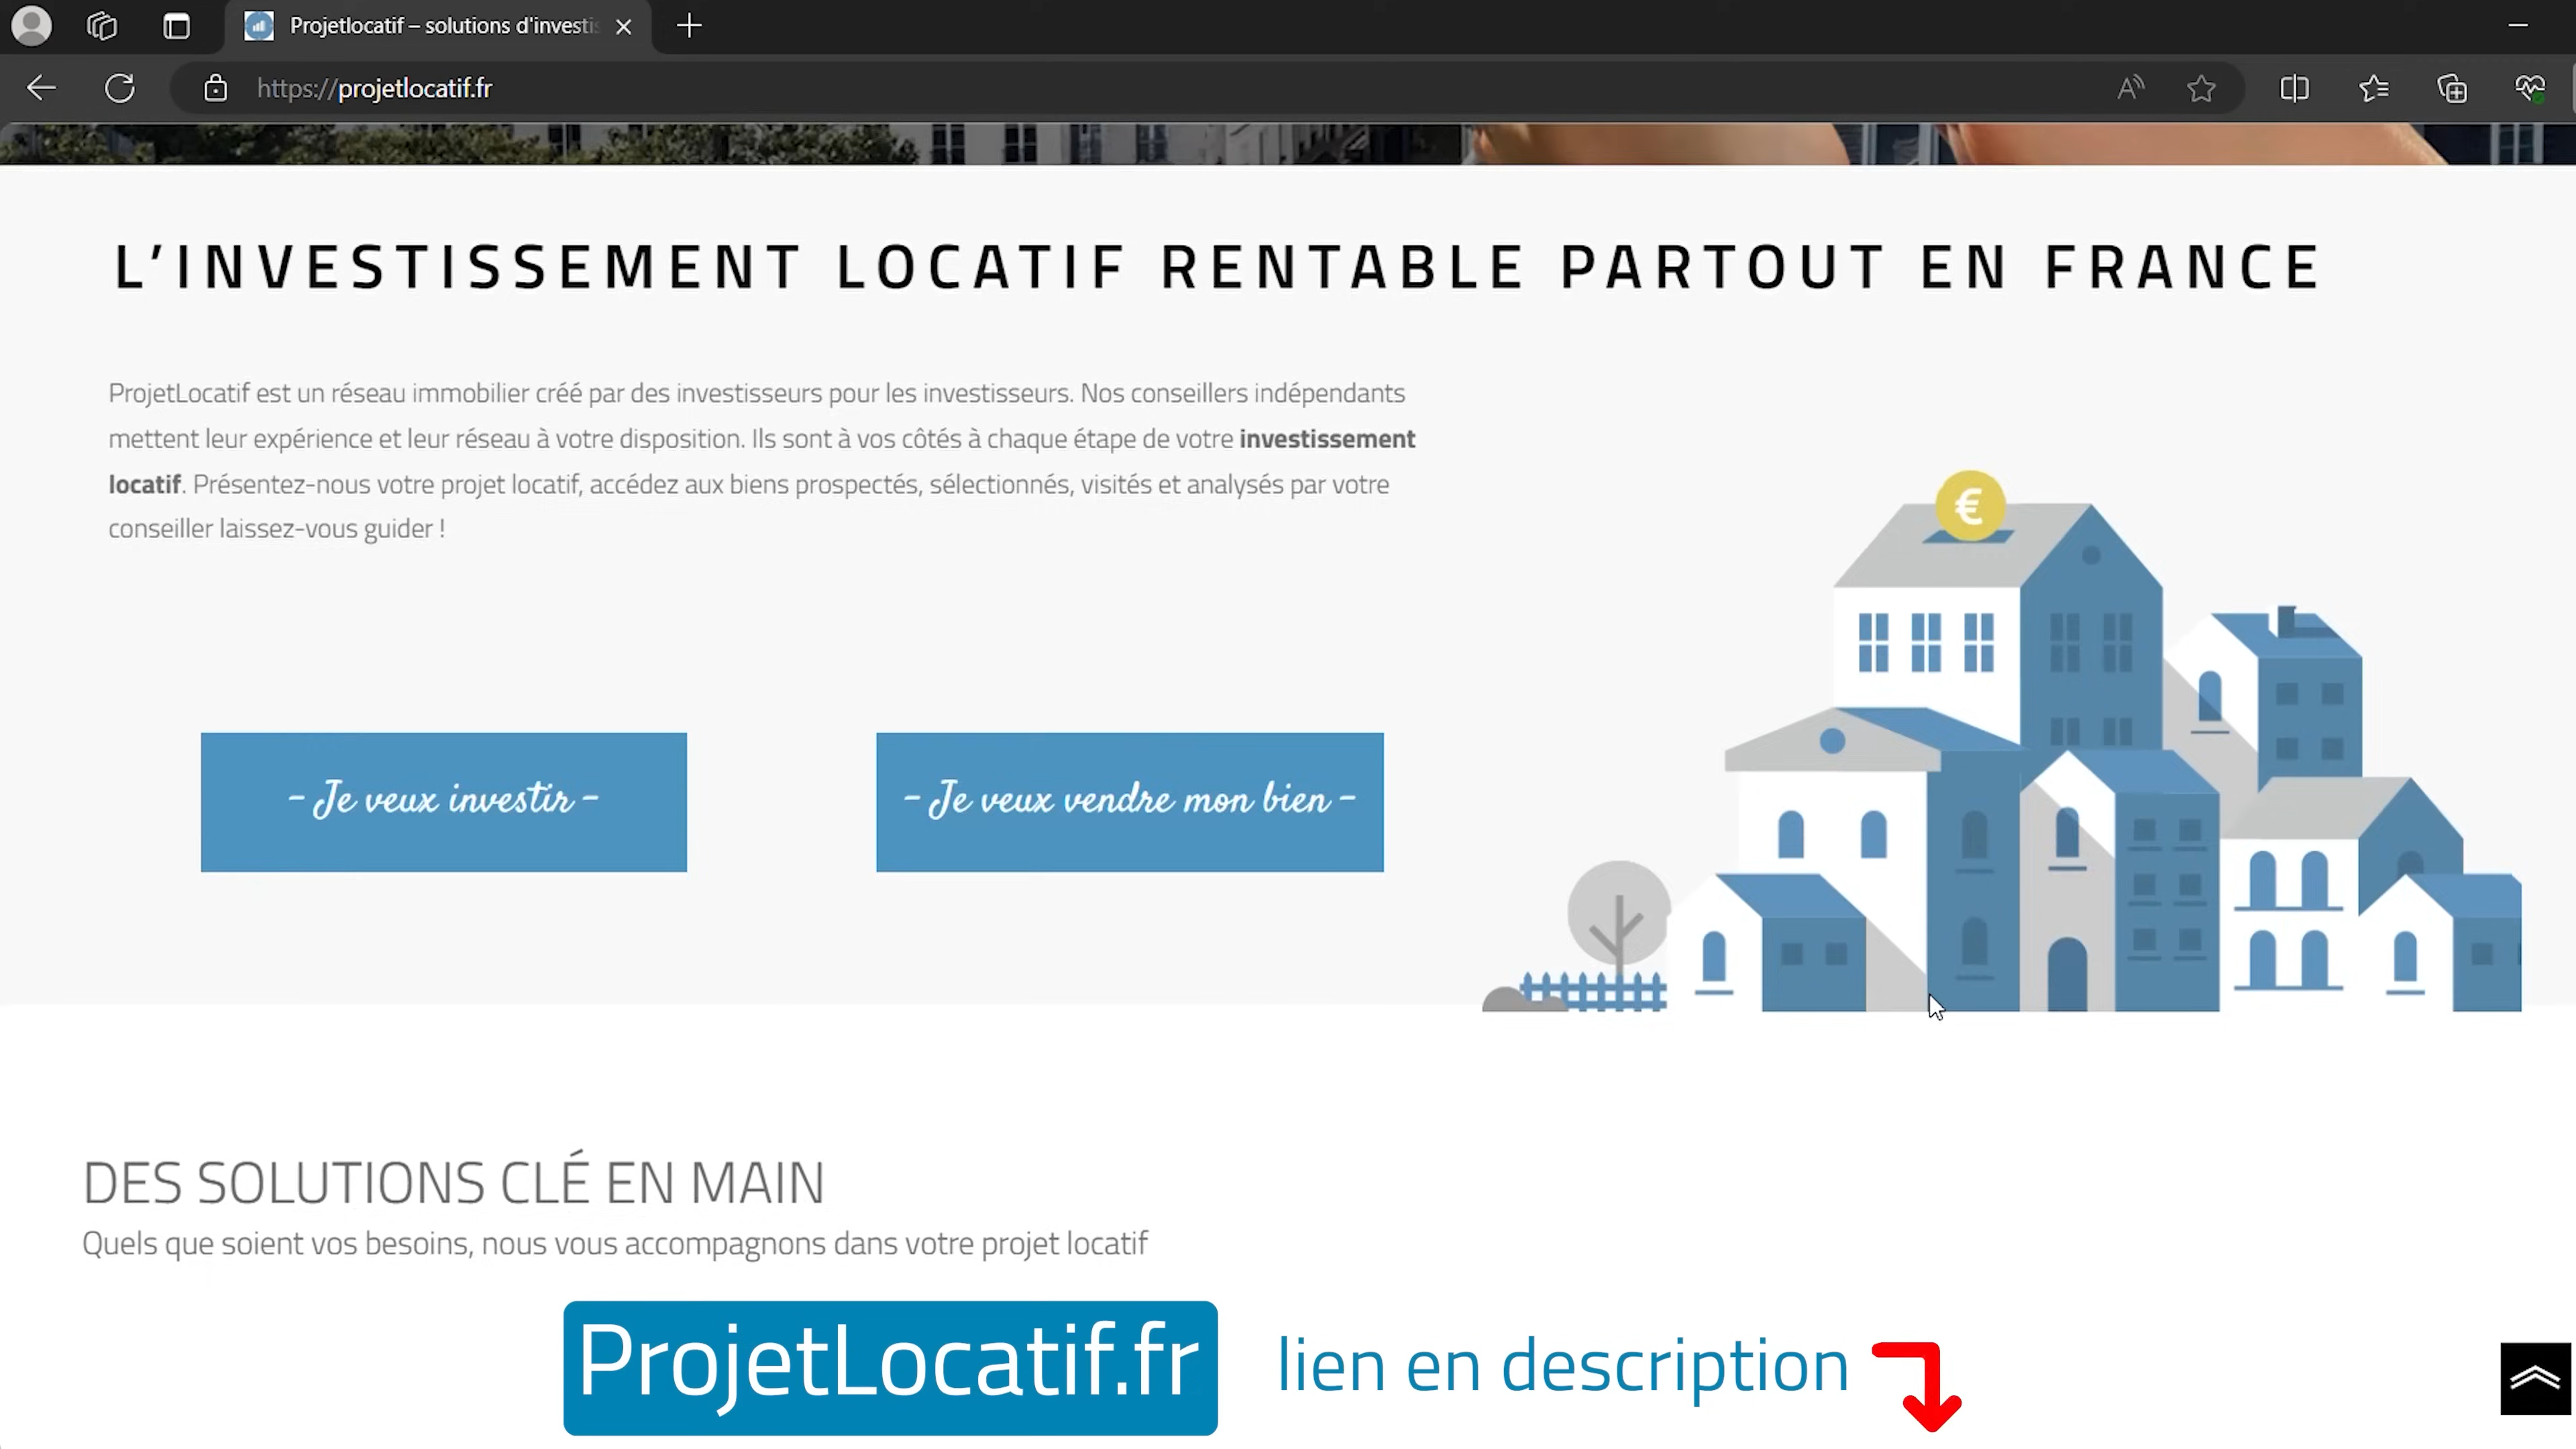 Projetlocatif – solutions d'investis
https://projetlocatif.fr
L'INVESTISSEMENT LOCATIF RENTABLE PARTOUT EN FRANCE
ProjetLocatif est un réseau immobilier créé par des investisseurs pour les investisseurs. Nos conseillers indépendants
mettent leur expérience et leur réseau à votre disposition. Ils sont à vos côtés à chaque étape de votre investissement
locatif. Présentez-nous votre projet locatif, accédez aux biens prospectés, sélectionnés, visités et analysés par votre
conseiller laissez-vous guider !
€
- Je veux investir -
- Je veux vendre mon bien -
DES SOLUTIONS CLÉ EN MAIN
Quels que soient vos besoins, nous vous accompagnons dans votre projet locatif
ProjetLocatif.fr
lien en description